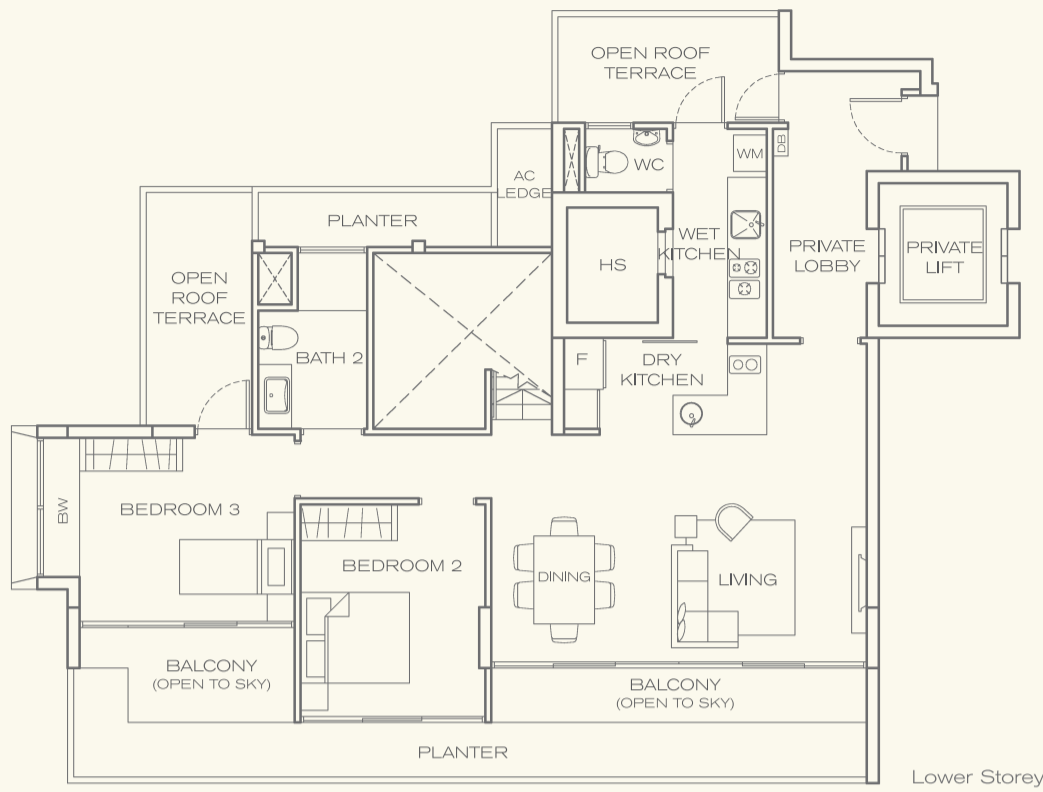 OPEN ROOF
TERRACE
WC
WM
DB
AC
LEDGE
PLANTER
WET
KITCHEN
HS
PRIVATE
LOBBY
PRIVATE
LIFT
OPEN
ROOF
TERRACE
BATH 2
F
DRY
KITCHEN
BW
BEDROOM 3
BEDROOM 2
DINING
LIVING
BALCONY
(OPEN TO SKY)
BALCONY
(OPEN TO SKY)
PLANTER
Lower Storey